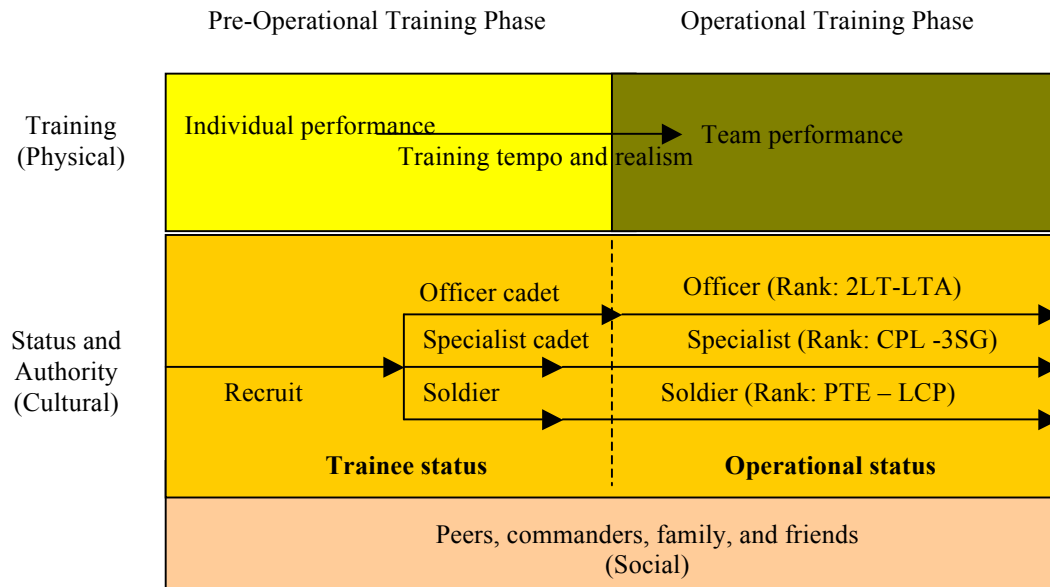 Pre-Operational Training Phase
Operational Training Phase
Training
(Physical)
Individual performance
Training tempo and realism
Team performance
Status and
Authority
(Cultural)
Recruit
Officer cadet
Specialist cadet
Soldier
Officer (Rank: 2LT-LTA)
Specialist (Rank: CPL -3SG)
Soldier (Rank: PTE – LCP)
Trainee status
Operational status
Peers, commanders, family, and friends
(Social)